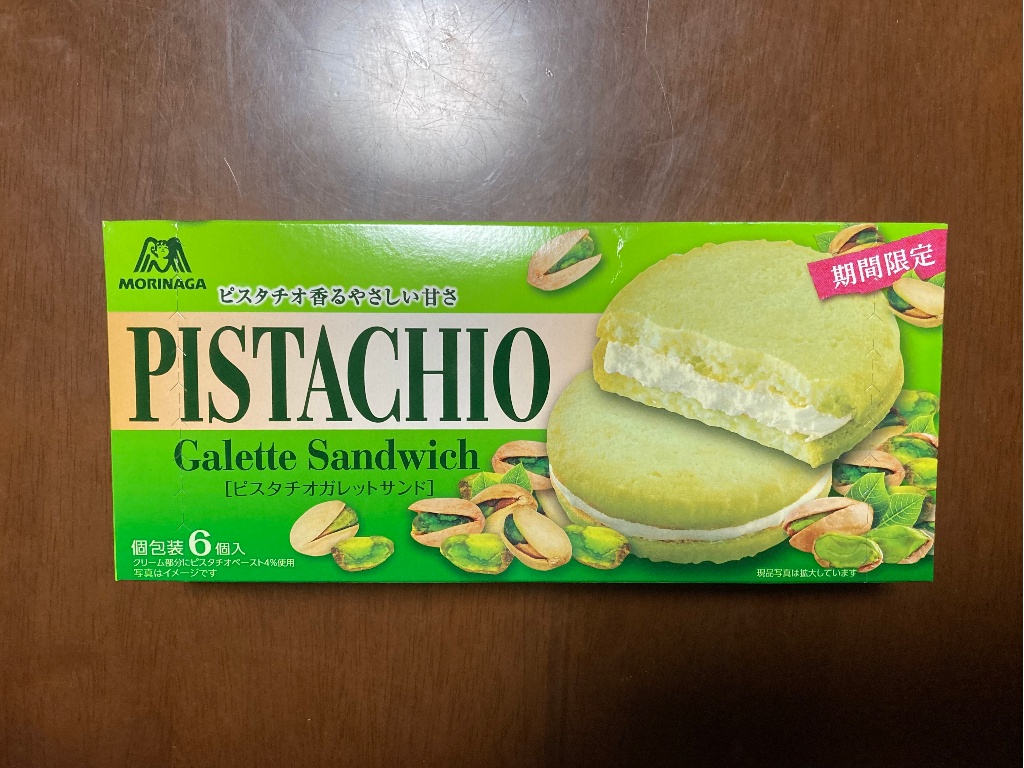 MORINAGA
ピスタチオ香るやさしい甘さ
期間限定
PISTACHIO
Galette Sandwich
[ピスタチオガレットサンド]
個包装6個入
クリーム部分にピスタチオペースト4%使用
写真はイメージです
現品写真は拡大しています